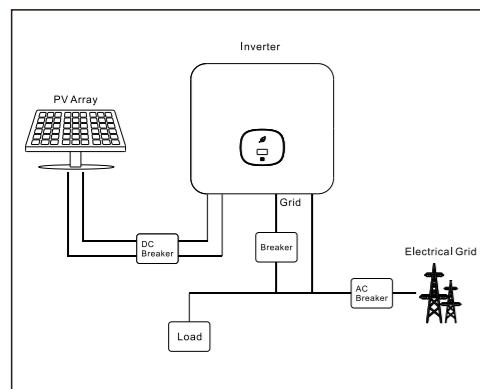 Inverter
PV Array
Grid
DC
Breaker
Breaker
Electrical Grid
AC
Breaker
Load